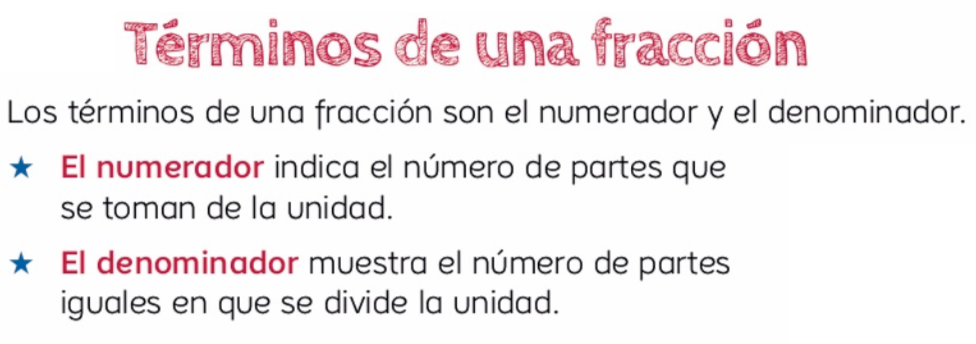 Términos de una fracción
Los términos de una fracción son el numerador y el denominador.
★ El numerador indica el número de partes que
se toman de la unidad.
★ El denominador muestra el número de partes
iguales en que se divide la unidad.